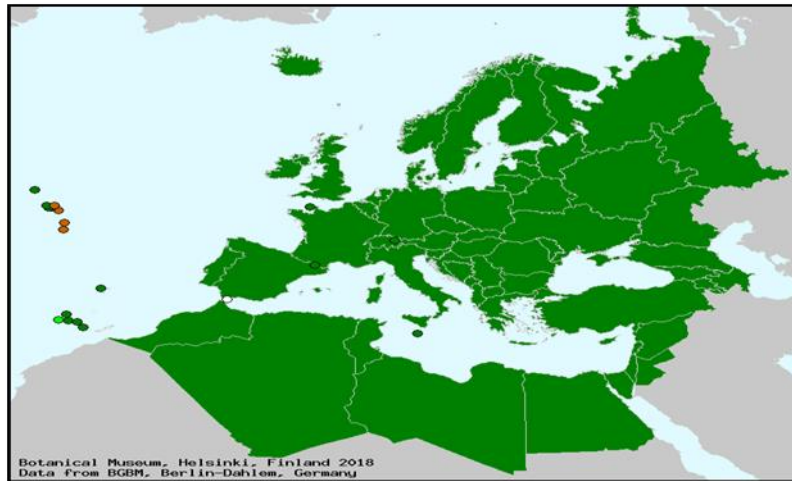 Botanical Museum, Helsinki, Finland 2018
Data from BGBM, Berlin-Dahlem, Germany